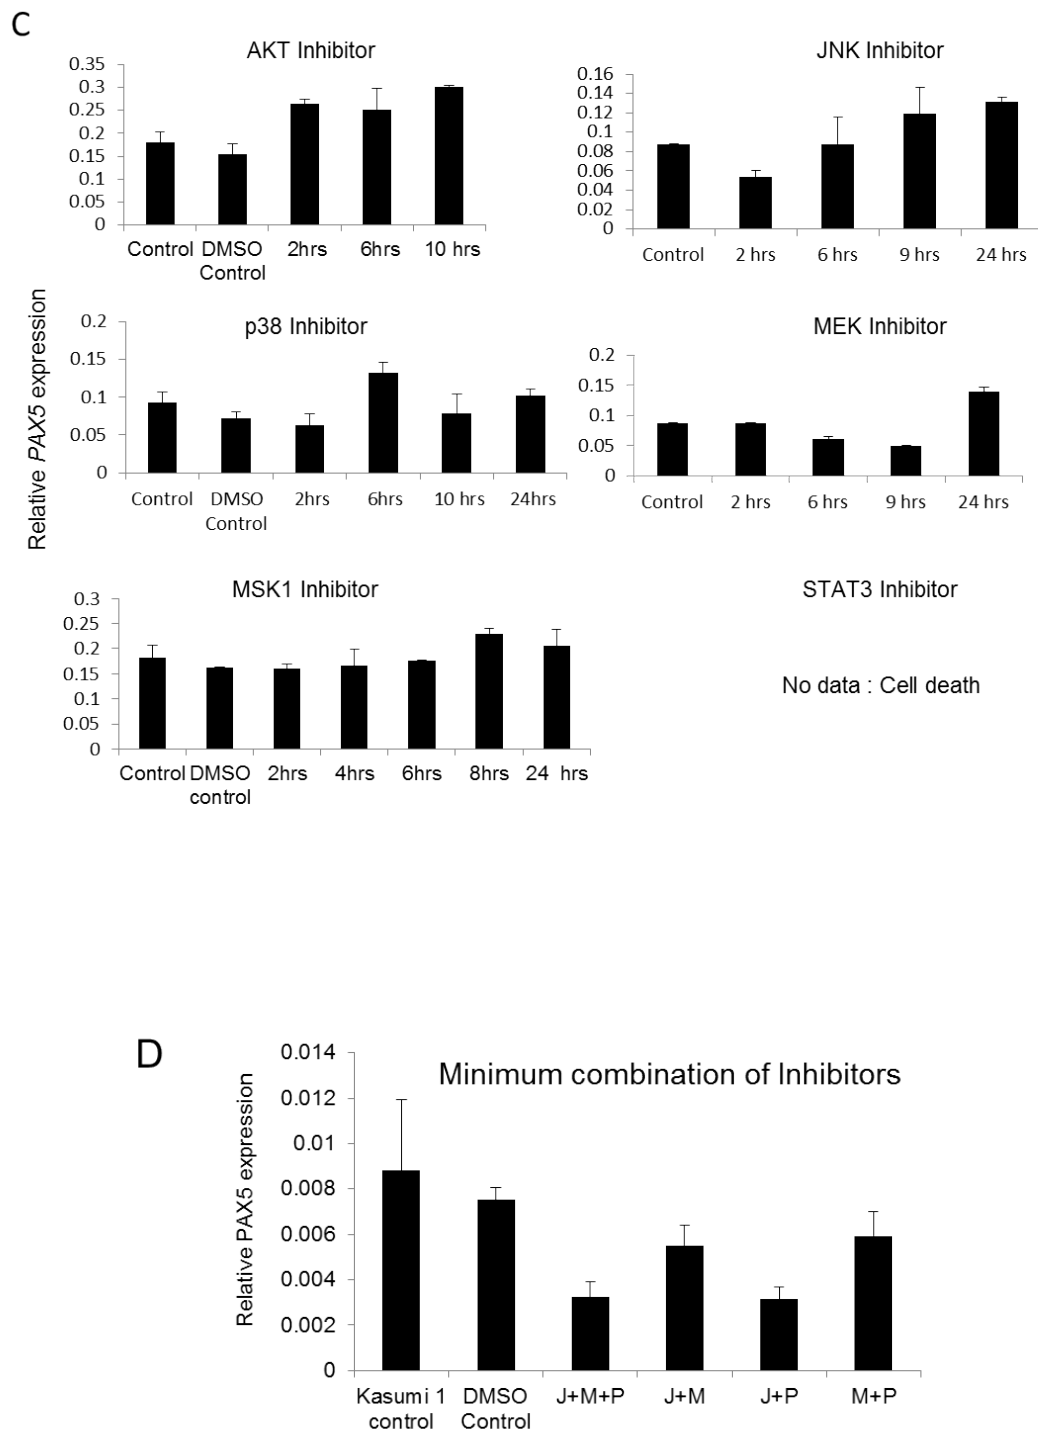 C
AKT Inhibitor
0.35
0.3
0.25
0.2
0.15
0.1
0.05
0
Control DMSO 2hrs 6hrs 10 hrs
Control
JNK Inhibitor
0.16
0.14
0.12
0.1
0.08
0.06
0.04
0.02
0
Control 2 hrs 6 hrs 9 hrs 24 hrs
Relative PAX5 expression
p38 Inhibitor
0.2
0.15
0.1
0.05
0
Control DMSO 2hrs 6hrs 10 hrs 24hrs
Control
MEK Inhibitor
0.2
0.15
0.1
0.05
0
Control 2 hrs 6 hrs 9 hrs 24 hrs
MSK1 Inhibitor
0.3
0.25
0.2
0.15
0.1
0.05
0
Control DMSO 2hrs 4hrs 6hrs 8hrs 24 hrs
control
STAT3 Inhibitor
No data : Cell death
D
Minimum combination of Inhibitors
Relative PAX5 expression
0.014
0.012
0.01
0.008
0.006
0.004
0.002
0
Kasumi 1 DMSO J+M+P J+M J+P M+P
control Control